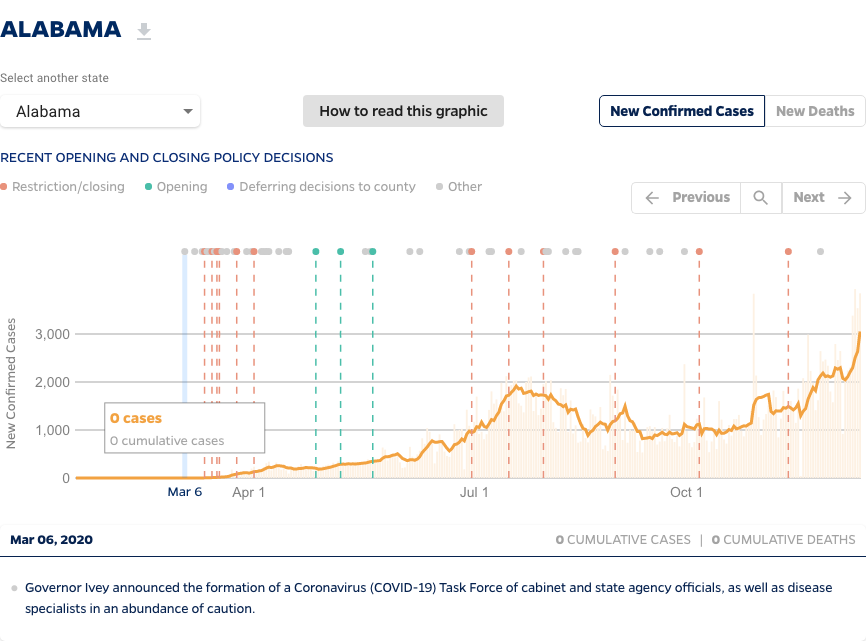 ALABAMA
Select another state
Alabama
How to read this graphic
New Confirmed Cases
New Deaths
RECENT OPENING AND CLOSING POLICY DECISIONS
Restriction/closing
Opening
Deferring decisions to county
Other
Previous
Next
New Confirmed Cases
3,000
2,000
1,000
0
0 cases
0 cumulative cases
Mar 6
Apr 1
Jul 1
Oct 1
Mar 06, 2020
0 CUMULATIVE CASES | 0 CUMULATIVE DEATHS
Governor Ivey announced the formation of a Coronavirus (COVID-19) Task Force of cabinet and state agency officials, as well as disease
specialists in an abundance of caution.